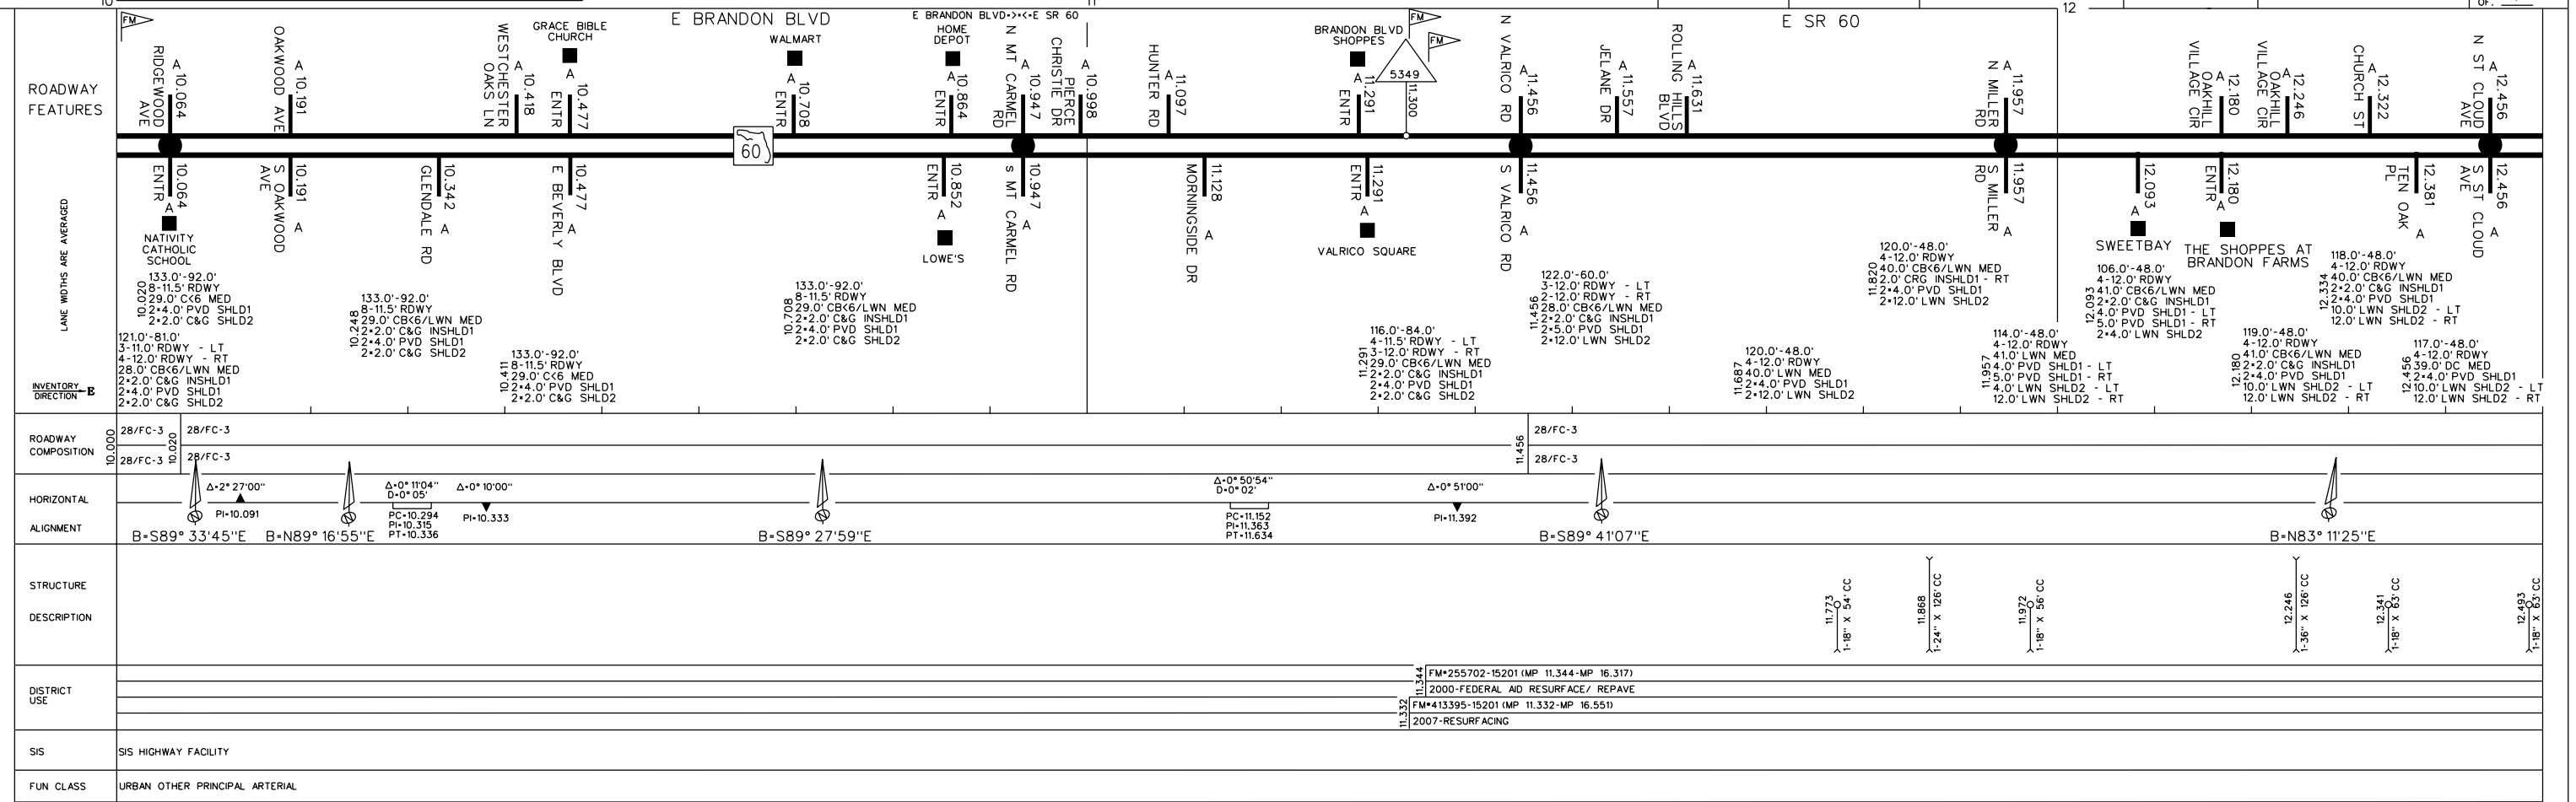 10
11
12
OF:
FM
E BRANDON BLVD
E BRANDON BLVD<->•<-E SR 60
E SR 60
FM
FM
ROADWAY
FEATURES
RIDGEWOOD
AVE
A 10.064
OAKWOOD AVE
A 10.191
WESTCHESTER
OAKS LN
A 10.418
GRACE BIBLE
CHURCH
A 10.477
ENTR
WALMART
A 10.708
ENTR
HOME
DEPOT
A 10.864
ENTR
N MT CARMEL
RD
A 10.947
CHRISTIE DR
PIERCE
A 10.998
HUNTER RD
A 11.097
BRANDON BLVD
SHOPPES
A 11.291
ENTR
5349
11.300
N VALRICO RD
A 11.456
JELANE DR
A 11.557
ROLLING HILLS
BLVD
A 11.631
N MILLER
RD
A 11.957
OAKHILL
VILLAGE CIR
A 12.180
OAKHILL
VILLAGE CIR
A 12.246
CHURCH ST
A 12.322
N ST CLOUD
AVE
A 12.456
60
10.064
ENTR
A
NATIVITY
CATHOLIC
SCHOOL
10.191
S OAKWOOD
AVE
A
10.342
GLENDALE RD
A
10.477
E BEVERLY BLVD
A
10.852
ENTR
A
LOWE'S
10.947
S MT CARMEL RD
A
11.128
MORNINGSIDE DR
A
11.291
ENTR
A
VALRICO SQUARE
11.456
S VALRICO RD
A
11.957
S MILLER
RD
A
12.093
A
SWEETBAY
12.180
ENTR
A
THE SHOPPES AT
BRANDON FARMS
12.381
TEN OAK
PL
A
12.456
S ST CLOUD
AVE
A
LANE WIDTHS ARE AVERAGED
INVENTORY
DIRECTION E
121.0'-81.0'
3-11.0' RDWY - LT
4-12.0' RDWY - RT
28.0' CB<6/LWN MED
2*2.0' C&G INSHLD1
2*4.0' PVD SHLD1
2*2.0' C&G SHLD2
10.020
133.0'-92.0'
8-11.5' RDWY
29.0' C<6 MED
2*4.0' PVD SHLD1
2*2.0' C&G SHLD2
10.248
133.0'-92.0'
8-11.5' RDWY
29.0' CB<6/LWN MED
2*2.0' C&G INSHLD1
2*4.0' PVD SHLD1
2*2.0' C&G SHLD2
10.411
133.0'-92.0'
8-11.5' RDWY
29.0' C<6 MED
2*4.0' PVD SHLD1
2*2.0' C&G SHLD2
10.708
133.0'-92.0'
8-11.5' RDWY
29.0' CB<6/LWN MED
2*2.0' C&G INSHLD1
2*4.0' PVD SHLD1
2*2.0' C&G SHLD2
11.291
116.0'-84.0'
4-11.5' RDWY - LT
3-12.0' RDWY - RT
29.0' CB<6/LWN MED
2*2.0' C&G INSHLD1
2*4.0' PVD SHLD1
2*2.0' C&G SHLD2
11.456
122.0'-60.0'
3-12.0' RDWY - LT
2-12.0' RDWY - RT
28.0' CB<6/LWN MED
2*2.0' C&G INSHLD1
2*5.0' PVD SHLD1
2*12.0' LWN SHLD2
11.687
120.0'-48.0'
4-12.0' RDWY
40.0' LWN MED
2*4.0' PVD SHLD1
2*12.0' LWN SHLD2
11.820
120.0'-48.0'
4-12.0' RDWY
40.0' CB<6/LWN MED
2.0' CRG INSHLD1 - RT
2*4.0' PVD SHLD1
2*12.0' LWN SHLD2
11.957
114.0'-48.0'
4-12.0' RDWY
41.0' LWN MED
4.0' PVD SHLD1 - LT
5.0' PVD SHLD1 - RT
4.0' LWN SHLD2 - LT
12.0' LWN SHLD2 - RT
12.093
106.0'-48.0'
4-12.0' RDWY
41.0' CB<6/LWN MED
2*2.0' C&G INSHLD1
4.0' PVD SHLD1 - LT
5.0' PVD SHLD1 - RT
2*4.0' LWN SHLD2
12.180
119.0'-48.0'
4-12.0' RDWY
41.0' CB<6/LWN MED
2*2.0' C&G INSHLD1
2*4.0' PVD SHLD1
10.0' LWN SHLD2 - LT
12.0' LWN SHLD2 - RT
12.334
118.0'-48.0'
4-12.0' RDWY
40.0' CB<6/LWN MED
2*2.0' C&G INSHLD1
2*4.0' PVD SHLD1
10.0' LWN SHLD2 - LT
12.0' LWN SHLD2 - RT
12.456
117.0'-48.0'
4-12.0' RDWY
39.0' DC MED
2*4.0' PVD SHLD1
10.0' LWN SHLD2 - LT
12.0' LWN SHLD2 - RT
ROADWAY
COMPOSITION
10.000
28/FC-3
28/FC-3
10.020
28/FC-3
28/FC-3
11.456
28/FC-3
28/FC-3
HORIZONTAL
ALIGNMENT
N
B=S89° 33'45"E
Δ=2° 27'00"
PI=10.091
N
B=N89° 16'55"E
Δ=0° 11'04"
D=0° 05'
PC=10.294
PI=10.315
PT=10.336
Δ=0° 10'00"
PI=10.333
N
B=S89° 27'59"E
Δ=0° 50'54"
D=0° 02'
PC=11.152
PI=11.363
PT=11.634
Δ=0° 51'00"
PI=11.392
N
B=S89° 41'07"E
N
B=N83° 11'25"E
STRUCTURE
DESCRIPTION
11.773
1-18" X 54' CC
11.868
1-24" X 126' CC
11.972
1-18" X 56' CC
12.246
1-36" X 126' CC
12.341
1-18" X 63' CC
12.493
1-18" X 63' CC
DISTRICT
USE
11.344
FM*255702-15201 (MP 11.344-MP 16.317)
2000-FEDERAL AID RESURFACE/ REPAVE
11.332
FM*413395-15201 (MP 11.332-MP 16.551)
2007-RESURFACING
SIS
SIS HIGHWAY FACILITY
FUN CLASS
URBAN OTHER PRINCIPAL ARTERIAL